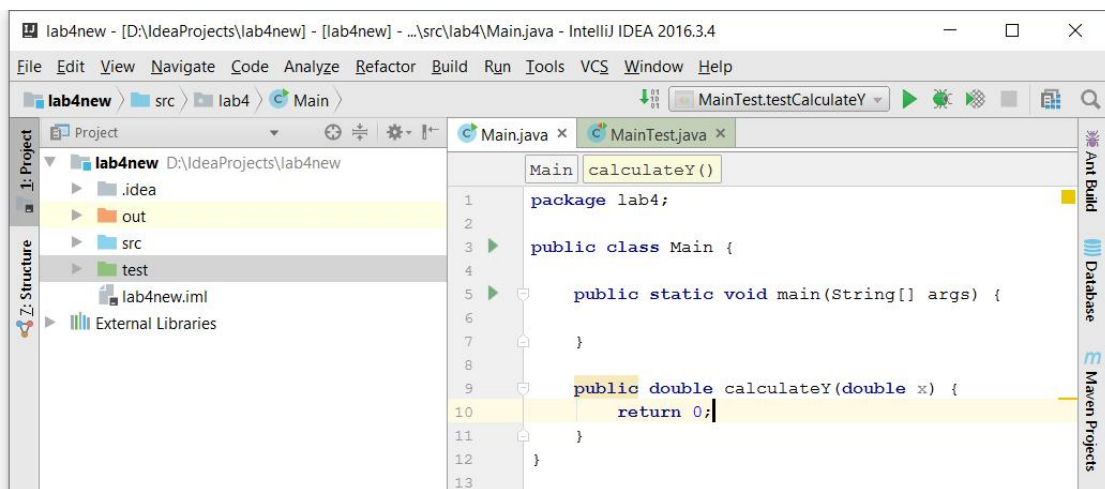 lab4new - [D:\IdeaProjects\lab4new] - [lab4new] - ...\src\lab4\Main.java - IntelliJ IDEA 2016.3.4
File Edit View Navigate Code Analyze Refactor Build Run Tools VCS Window Help
lab4new src lab4 Main MainTest.testCalculateY
1: Project
Z: Structure
Project
lab4new D:\IdeaProjects\lab4new
.idea
out
src
test
lab4new.iml
External Libraries
Main.java MainTest.java
Main calculateY()
1 package lab4;
2
3 public class Main {
4
5 public static void main(String[] args) {
6
7 }
8
9 public double calculateY(double x) {
10 return 0;
11 }
12 }
13
Ant Build
Database
Maven Projects